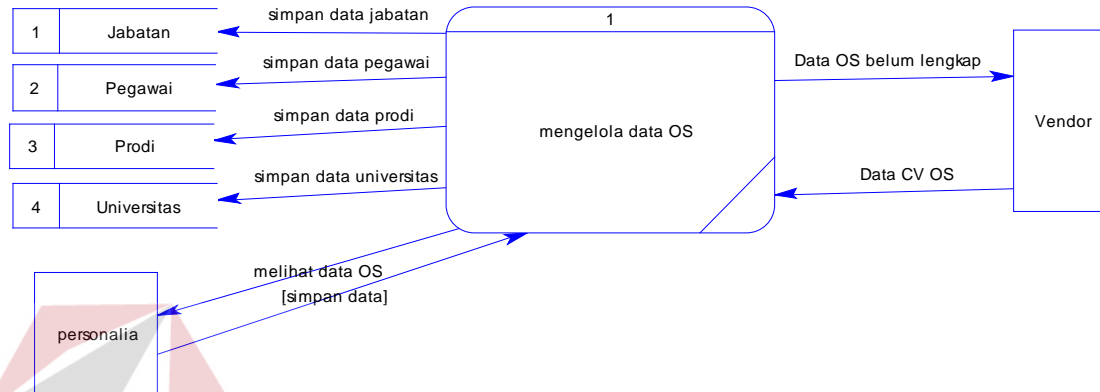 simpan data jabatan
1
1 Jabatan
simpan data pegawai
Data OS belum lengkap
2 Pegawai
simpan data prodi
mengelola data OS
Vendor
3 Prodi
simpan data universitas
Data CV OS
4 Universitas
melihat data OS
[simpan data]
personalia